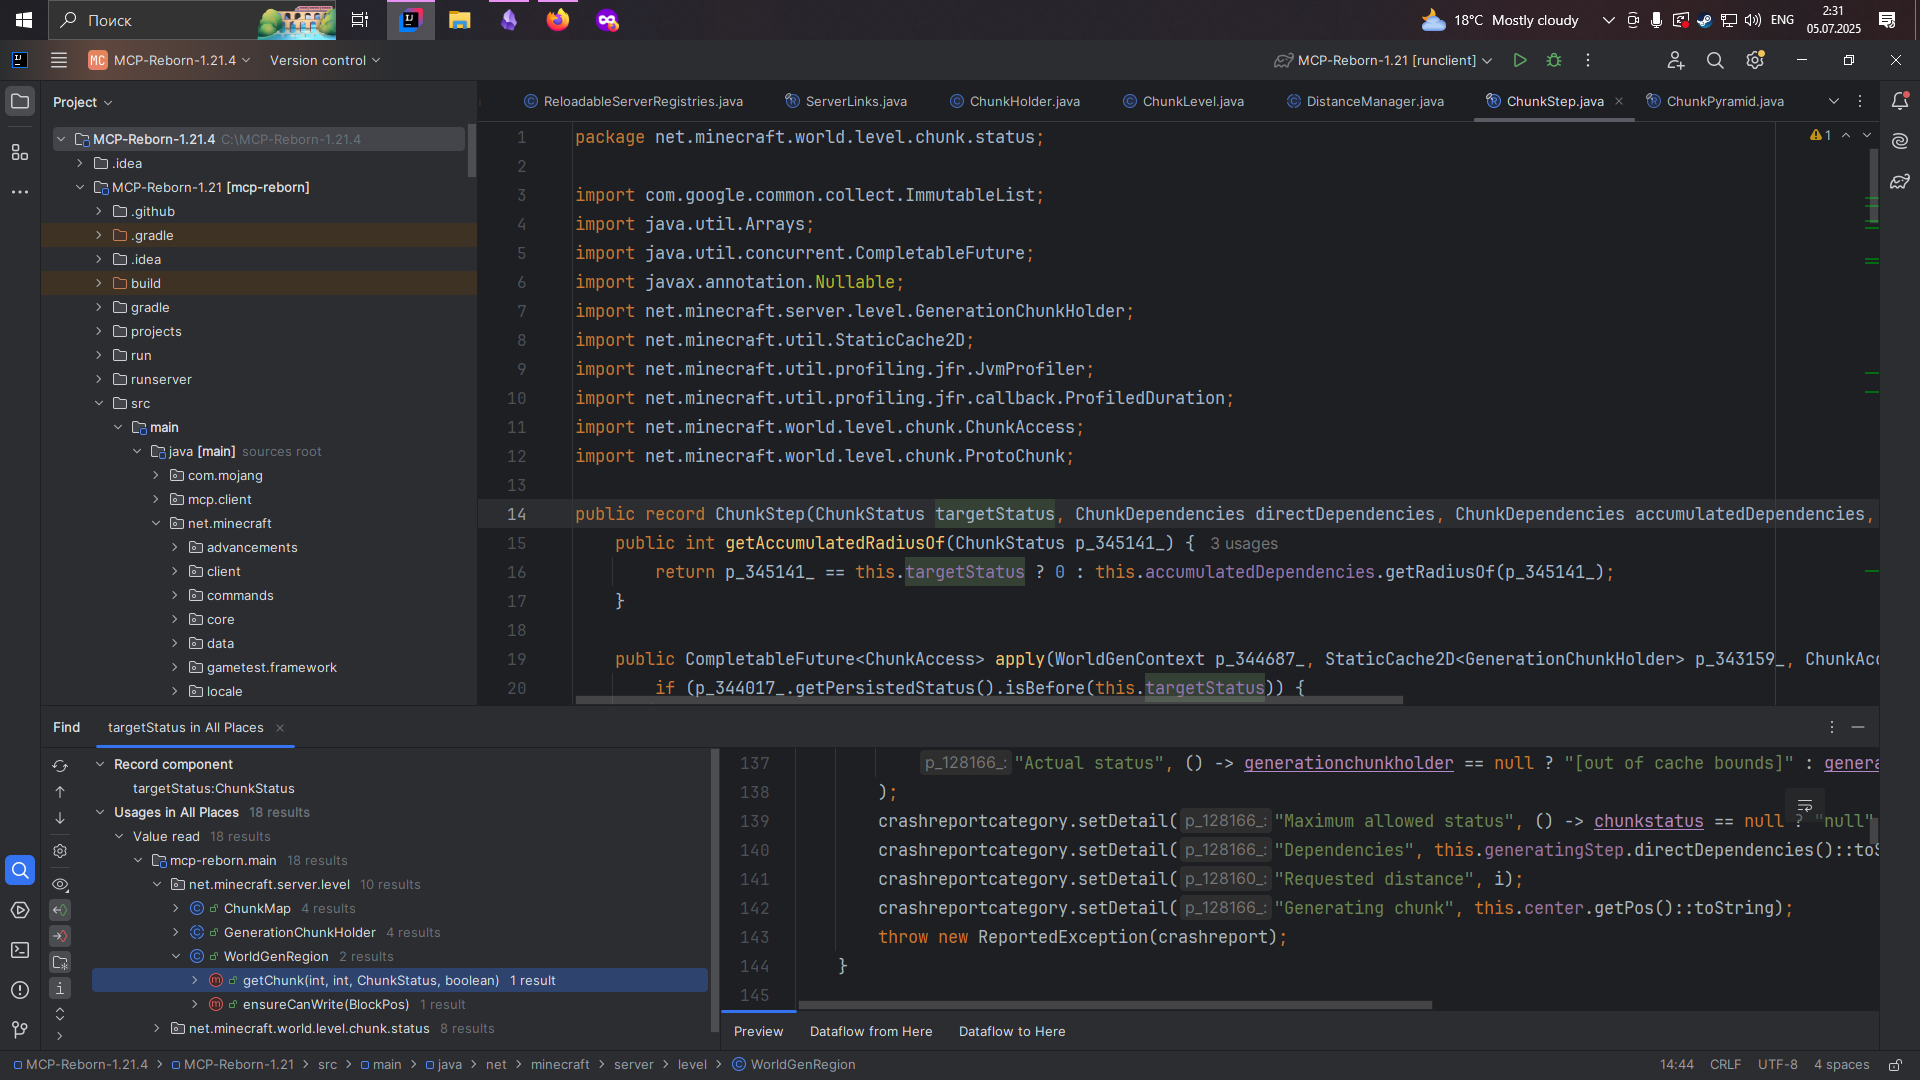 Поиск
18°C Mostly cloudy
ENG
2:31
05.07.2025
MC MCP-Reborn-1.21.4
Version control
MCP-Reborn-1.21 [runclient]
Project
ReloadableServerRegistries.java
ServerLinks.java
ChunkHolder.java
ChunkLevel.java
DistanceManager.java
ChunkStep.java
ChunkPyramid.java
MCP-Reborn-1.21.4 C:\MCP-Reborn-1.21.4
.idea
MCP-Reborn-1.21 [mcp-reborn]
.github
.gradle
.idea
build
gradle
projects
run
runserver
src
main
java [main] sources root
com.mojang
mcp.client
net.minecraft
advancements
client
commands
core
data
gametest.framework
locale
1
1 package net.minecraft.world.level.chunk.status;
2
3 import com.google.common.collect.ImmutableList;
4 import java.util.Arrays;
5 import java.util.concurrent.CompletableFuture;
6 import javax.annotation.Nullable;
7 import net.minecraft.server.level.GenerationChunkHolder;
8 import net.minecraft.util.StaticCache2D;
9 import net.minecraft.util.profiling.jfr.JvmProfiler;
10 import net.minecraft.util.profiling.jfr.callback.ProfiledDuration;
11 import net.minecraft.world.level.chunk.ChunkAccess;
12 import net.minecraft.world.level.chunk.ProtoChunk;
13
14 public record ChunkStep(ChunkStatus targetStatus, ChunkDependencies directDependencies, ChunkDependencies accumulatedDependencies,
15 public int getAccumulatedRadiusOf(ChunkStatus p_345141_) { 3 usages
16 return p_345141_ == this.targetStatus ? 0 : this.accumulatedDependencies.getRadiusOf(p_345141_);
17 }
18
19 public CompletableFuture<ChunkAccess> apply(WorldGenContext p_344687_, StaticCache2D<GenerationChunkHolder> p_343159_, ChunkAcc
20 if (p_344017_.getPersistedStatus().isBefore(this.targetStatus)) {
Find
targetStatus in All Places
Record component
targetStatus:ChunkStatus
Usages in All Places 18 results
Value read 18 results
mcp-reborn.main 18 results
net.minecraft.server.level 10 results
ChunkMap 4 results
GenerationChunkHolder 4 results
WorldGenRegion 2 results
getChunk(int, int, ChunkStatus, boolean) 1 result
ensureCanWrite(BlockPos) 1 result
net.minecraft.world.level.chunk.status 8 results
137 p_128166_: "Actual status", () -> generationchunkholder == null ? "[out of cache bounds]" : genera
138 );
139 crashreportcategory.setDetail( p_128166_: "Maximum allowed status", () -> chunkstatus == null ? "null"
140 crashreportcategory.setDetail( p_128166_: "Dependencies", this.generatingStep.directDependencies()::toS
141 crashreportcategory.setDetail( p_128160_: "Requested distance", i);
142 crashreportcategory.setDetail( p_128166_: "Generating chunk", this.center.getPos()::toString);
143 throw new ReportedException(crashreport);
144 }
145
Preview
Dataflow from Here
Dataflow to Here
MCP-Reborn-1.21.4 > MCP-Reborn-1.21 > src > main > java > net > minecraft > server > level > WorldGenRegion
14:44 CRLF UTF-8 4 spaces